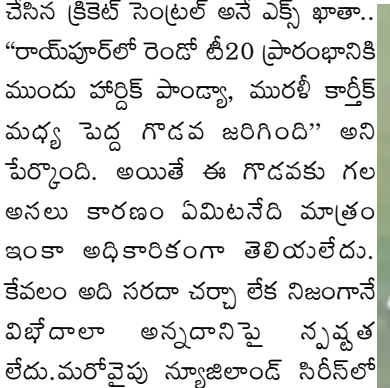 చేసిన క్రికెట్ సెంట్రల్ అనే ఎక్స్ ఖాతా..
“రాయ్‌పూర్‌లో రెండో టీ20 ప్రారంభానికి
ముందు హార్దిక్ పాండ్యా, మురళీ కార్తీక్
మధ్య పెద్ద గొడవ జరిగింది” అని
పేర్కొంది. అయితే ఈ గొడవకు గల
అసలు కారణం ఏమిటనేది మాత్రం
ఇంకా అధికారికంగా తెలియలేదు.
కేవలం అది సరదా చర్చా లేక నిజంగానే
విభేదాలా అన్నదానిపై స్పష్టత
లేదు.మరోవైపు న్యూజిలాండ్ సిరీస్‌లో